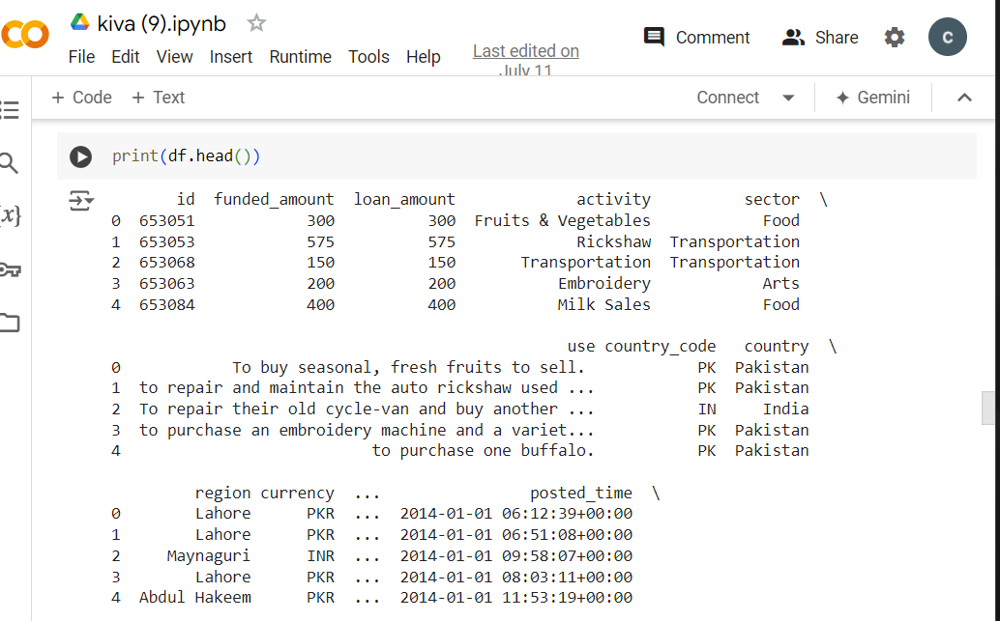 kiva (9).ipynb
File Edit View Insert Runtime Tools Help
Last edited on
July 11
Comment
Share
C
+ Code + Text
Connect
Gemini
print(df.head())
id funded_amount loan_amount activity sector \
0 653051 300 300 Fruits & Vegetables Food
1 653053 575 575 Rickshaw Transportation
2 653068 150 150 Transportation Transportation
3 653063 200 200 Embroidery Arts
4 653084 400 400 Milk Sales Food
use country_code country \
0 To buy seasonal, fresh fruits to sell. PK Pakistan
1 to repair and maintain the auto rickshaw used ... PK Pakistan
2 To repair their old cycle-van and buy another ... IN India
3 to purchase an embroidery machine and a variet... PK Pakistan
4 to purchase one buffalo. PK Pakistan
region currency ... posted_time \
0 Lahore PKR ... 2014-01-01 06:12:39+00:00
1 Lahore PKR ... 2014-01-01 06:51:08+00:00
2 Maynaguri INR ... 2014-01-01 09:58:07+00:00
3 Lahore PKR ... 2014-01-01 08:03:11+00:00
4 Abdul Hakeem PKR ... 2014-01-01 11:53:19+00:00